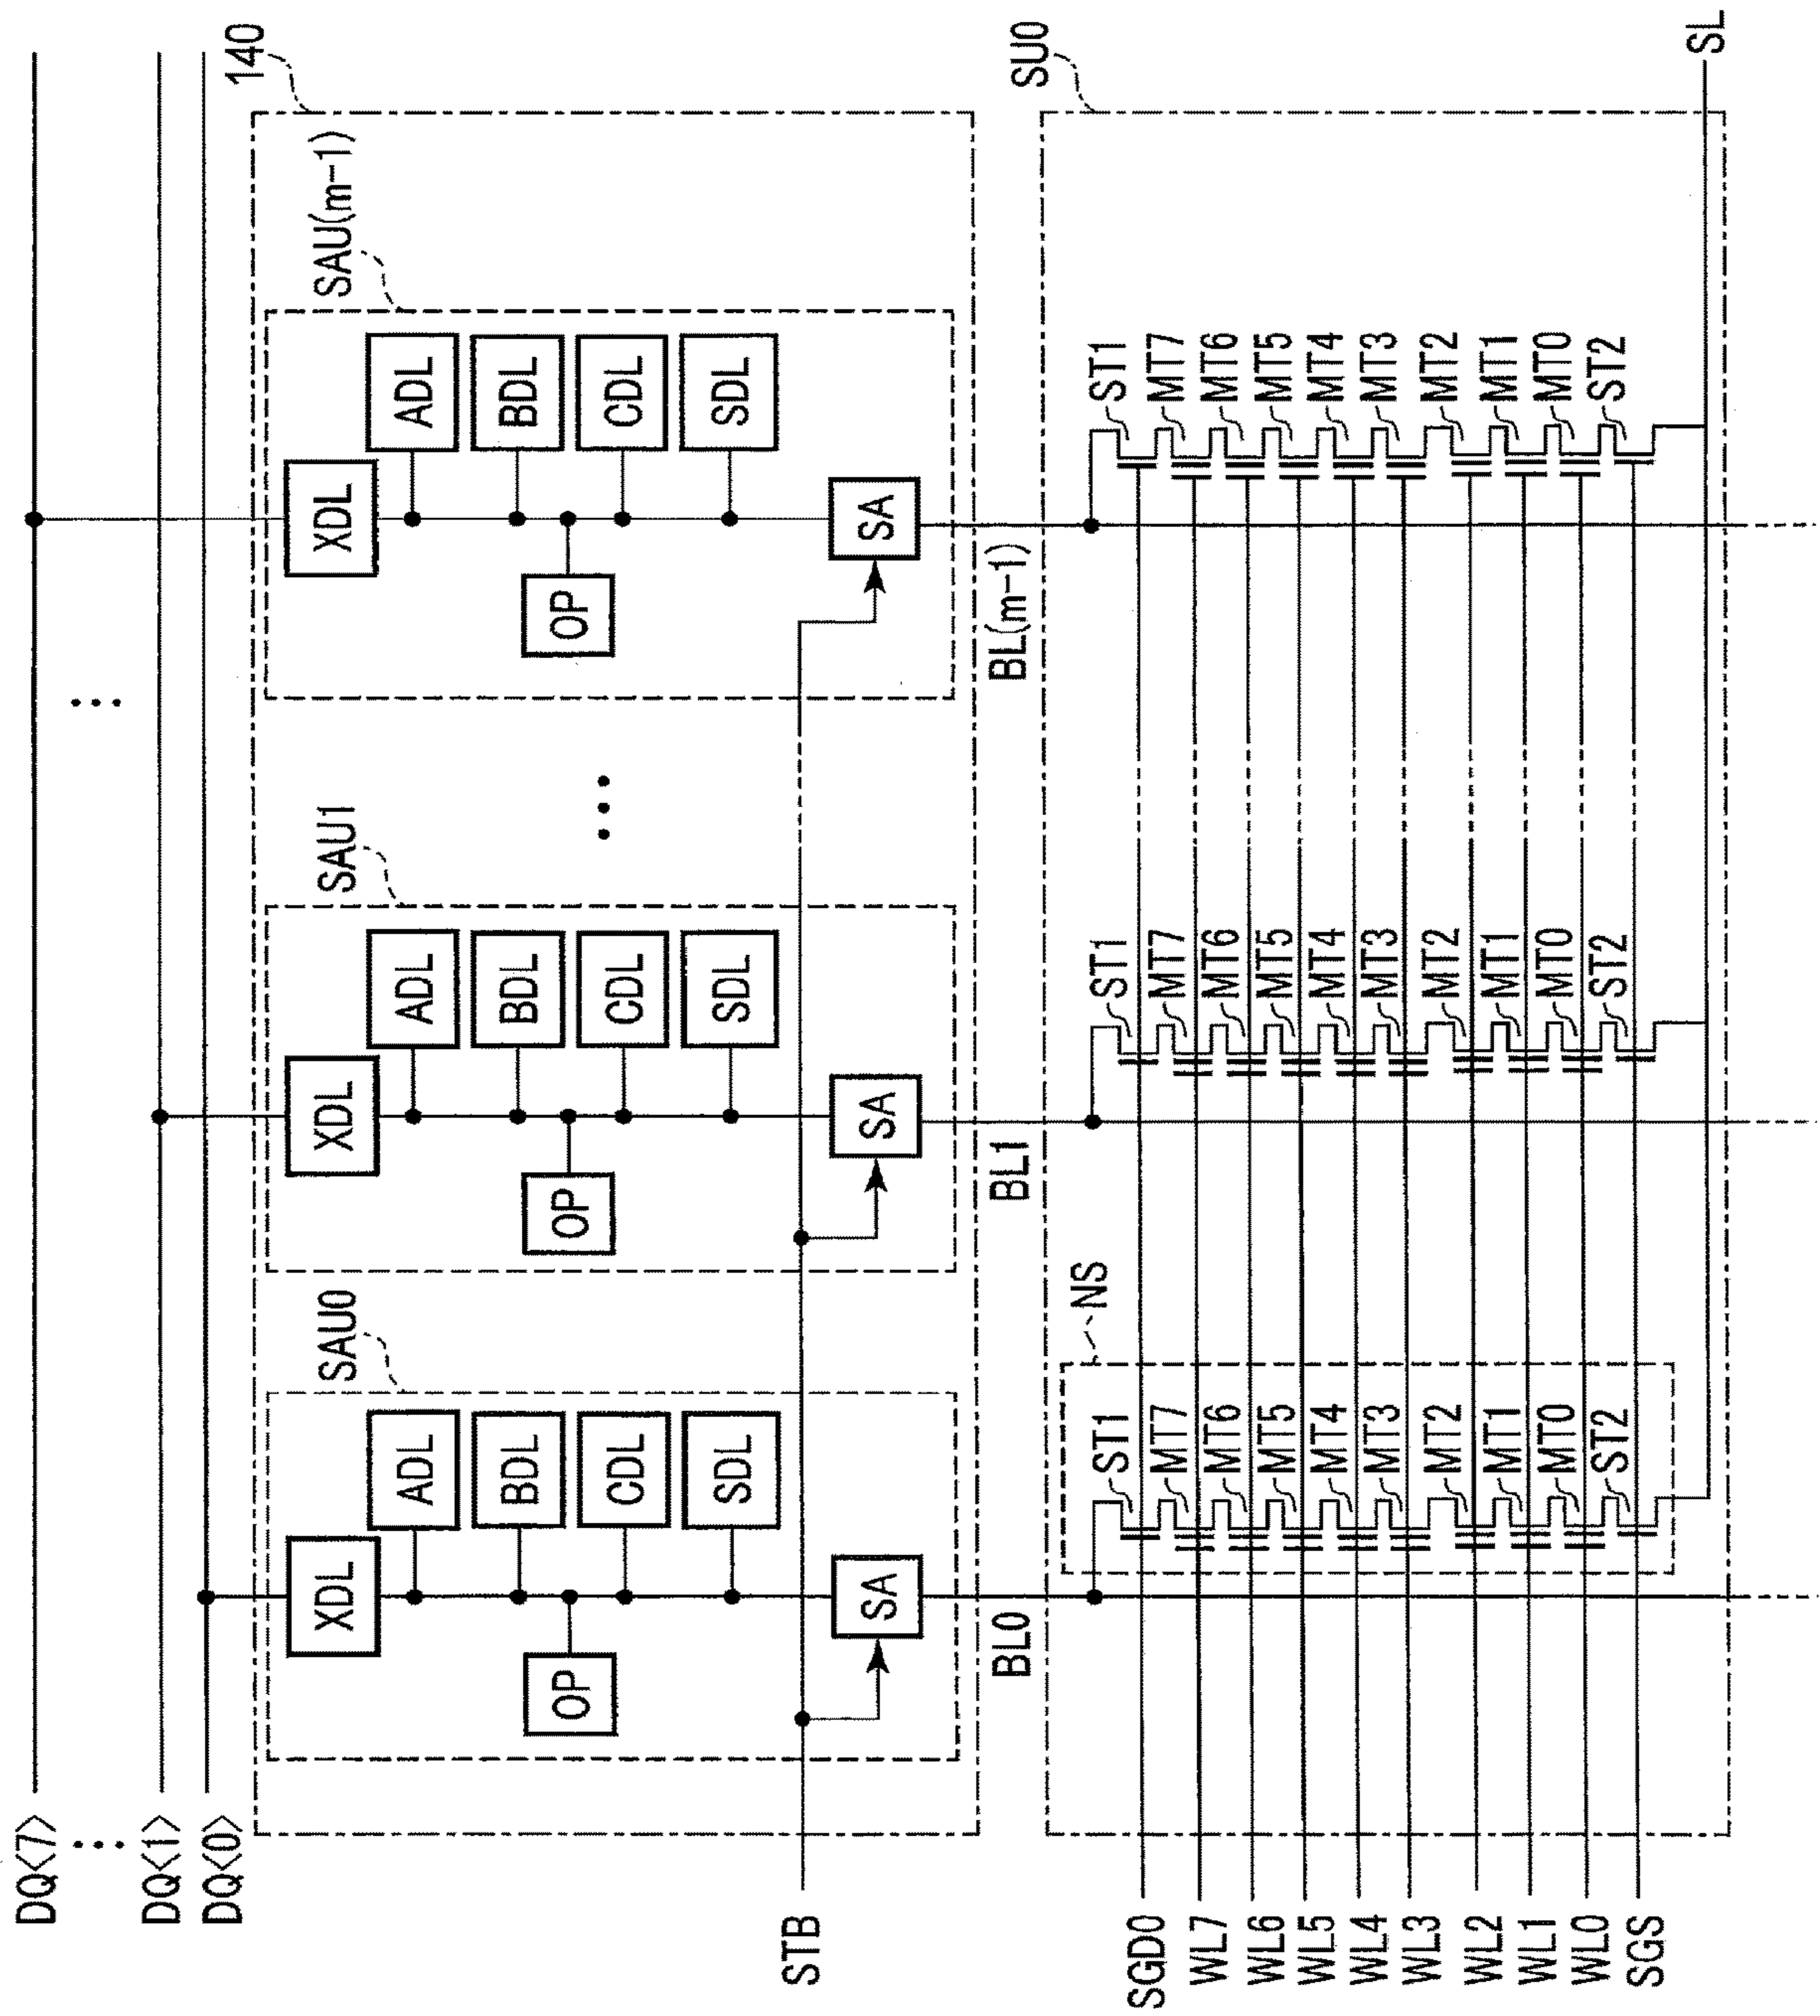 DQ<7>
DQ<1>
DQ<0>
140
SAU0
SAU1
SAU(m-1)
XDL
XDL
XDL
ADL
ADL
ADL
BDL
BDL
BDL
OP
OP
OP
CDL
CDL
CDL
SDL
SDL
SDL
STB
SA
SA
SA
BL0
BL1
BL(m-1)
SU0
NS
SGD0
ST1
ST1
ST1
WL7
MT7
MT7
MT7
WL6
MT6
MT6
MT6
WL5
MT5
MT5
MT5
WL4
MT4
MT4
MT4
WL3
MT3
MT3
MT3
WL2
MT2
MT2
MT2
WL1
MT1
MT1
MT1
WL0
MT0
MT0
MT0
SGS
ST2
ST2
ST2
SL